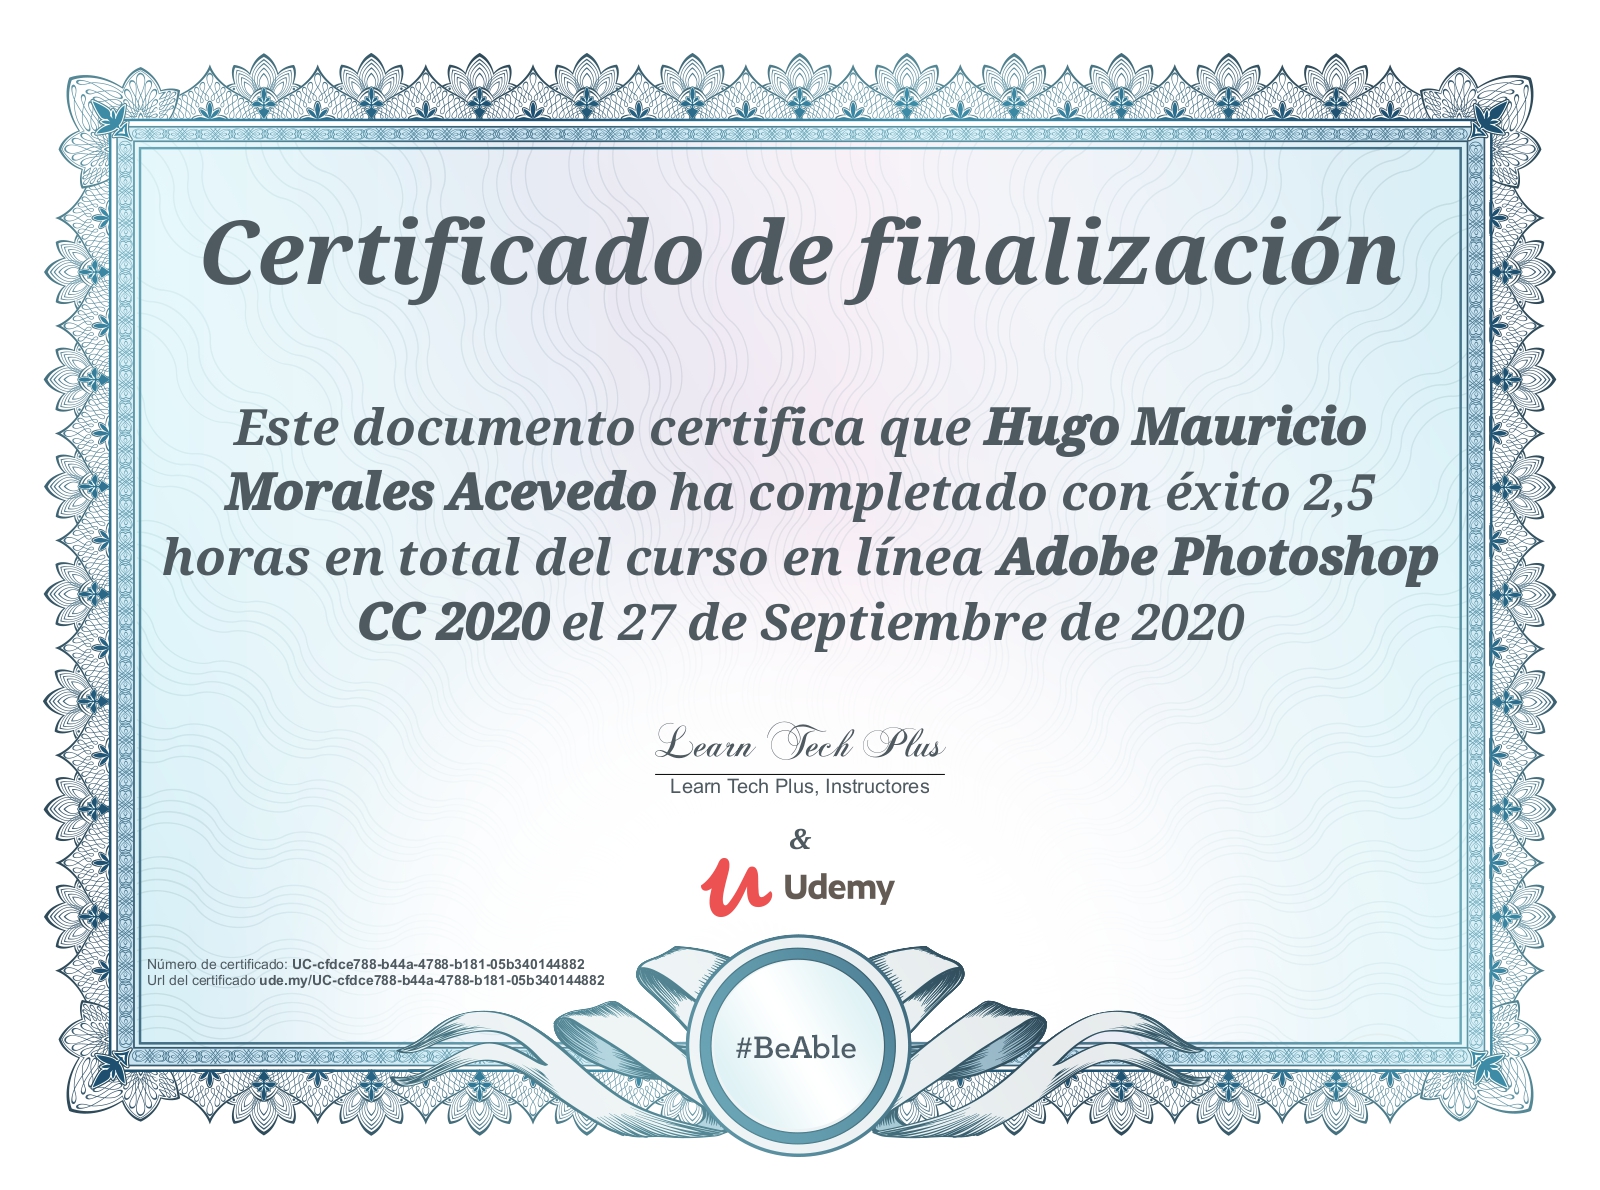 Certificado de finalización
Este documento certifica que Hugo Mauricio
Morales Acevedo ha completado con éxito 2,5
horas en total del curso en línea Adobe Photoshop
CC 2020 el 27 de Septiembre de 2020
Learn Tech Plus
Learn Tech Plus, Instructores
&
Udemy
Número de certificado: UC-cfdce788-b44a-4788-b181-05b340144882
Url del certificado ude.my/UC-cfdce788-b44a-4788-b181-05b340144882
#BeAble